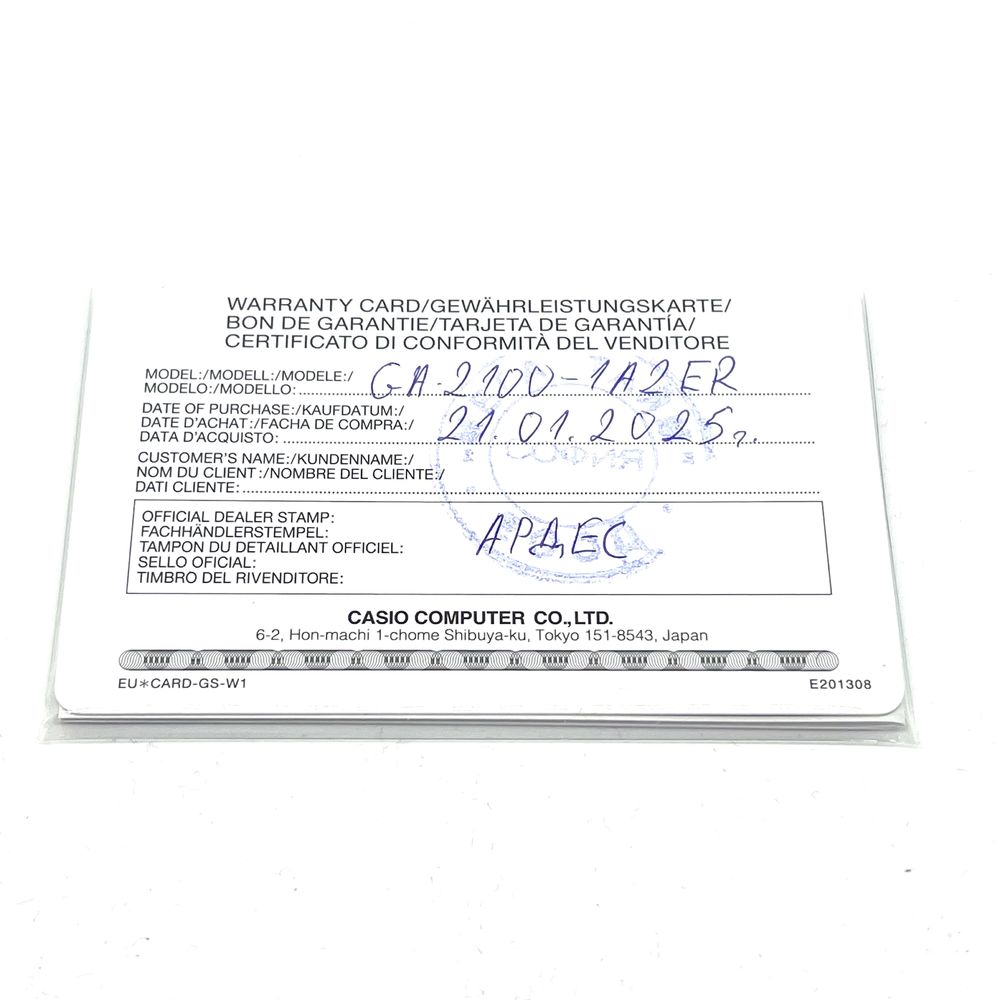 WARRANTY CARD/GEWÄHRLEISTUNGSKARTE/
BON DE GARANTIE/TARJETA DE GARANTÍA/
CERTIFICATO DI CONFORMITÀ DEL VENDITORE
MODEL:/MODELL:/MODELE:/
MODELO:/MODELLO: GA-2100-1A2ER
DATE OF PURCHASE:/KAUFDATUM:/
DATE D'ACHAT:/FACHA DE COMPRA:/
DATA D'ACQUISTO: 21.01.2025г.
СОФИЯ
CUSTOMER'S NAME:/KUNDENNAME:/
NOM DU CLIENT:/NOMBRE DEL CLIENTE:/
DATI CLIENTE:
OFFICIAL DEALER STAMP:
FACHHÄNDLERSTEMPEL:
TAMPON DU DETAILLANT OFFICIEL:
SELLO OFICIAL:
TIMBRO DEL RIVENDITORE:
АРДЕС
CASIO COMPUTER CO.,LTD.
6-2, Hon-machi 1-chome Shibuya-ku, Tokyo 151-8543, Japan
EU*CARD-GS-W1
E201308